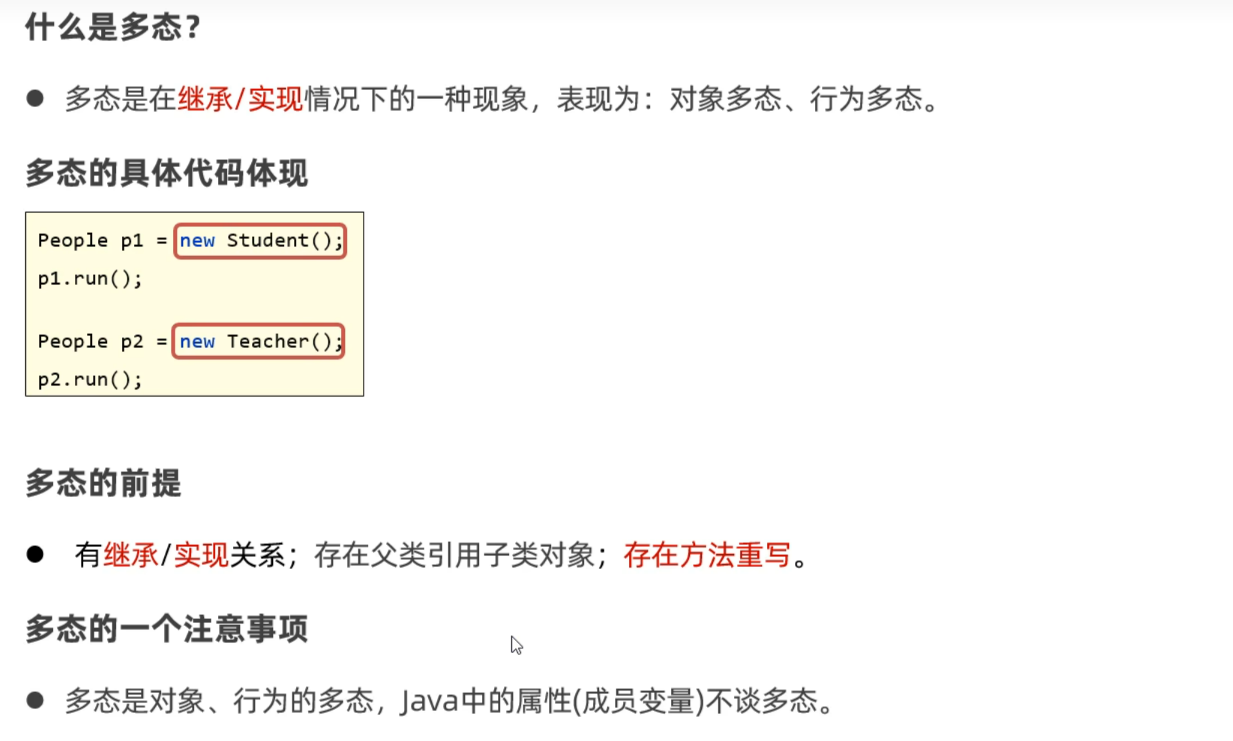 什么是多态？
● 多态是在继承/实现情况下的一种现象，表现为：对象多态、行为多态。
多态的具体代码体现
People p1 = new Student();
p1.run();
People p2 = new Teacher();
p2.run();
多态的前提
● 有继承/实现关系；存在父类引用子类对象；存在方法重写。
多态的一个注意事项
● 多态是对象、行为的多态，Java中的属性(成员变量)不谈多态。